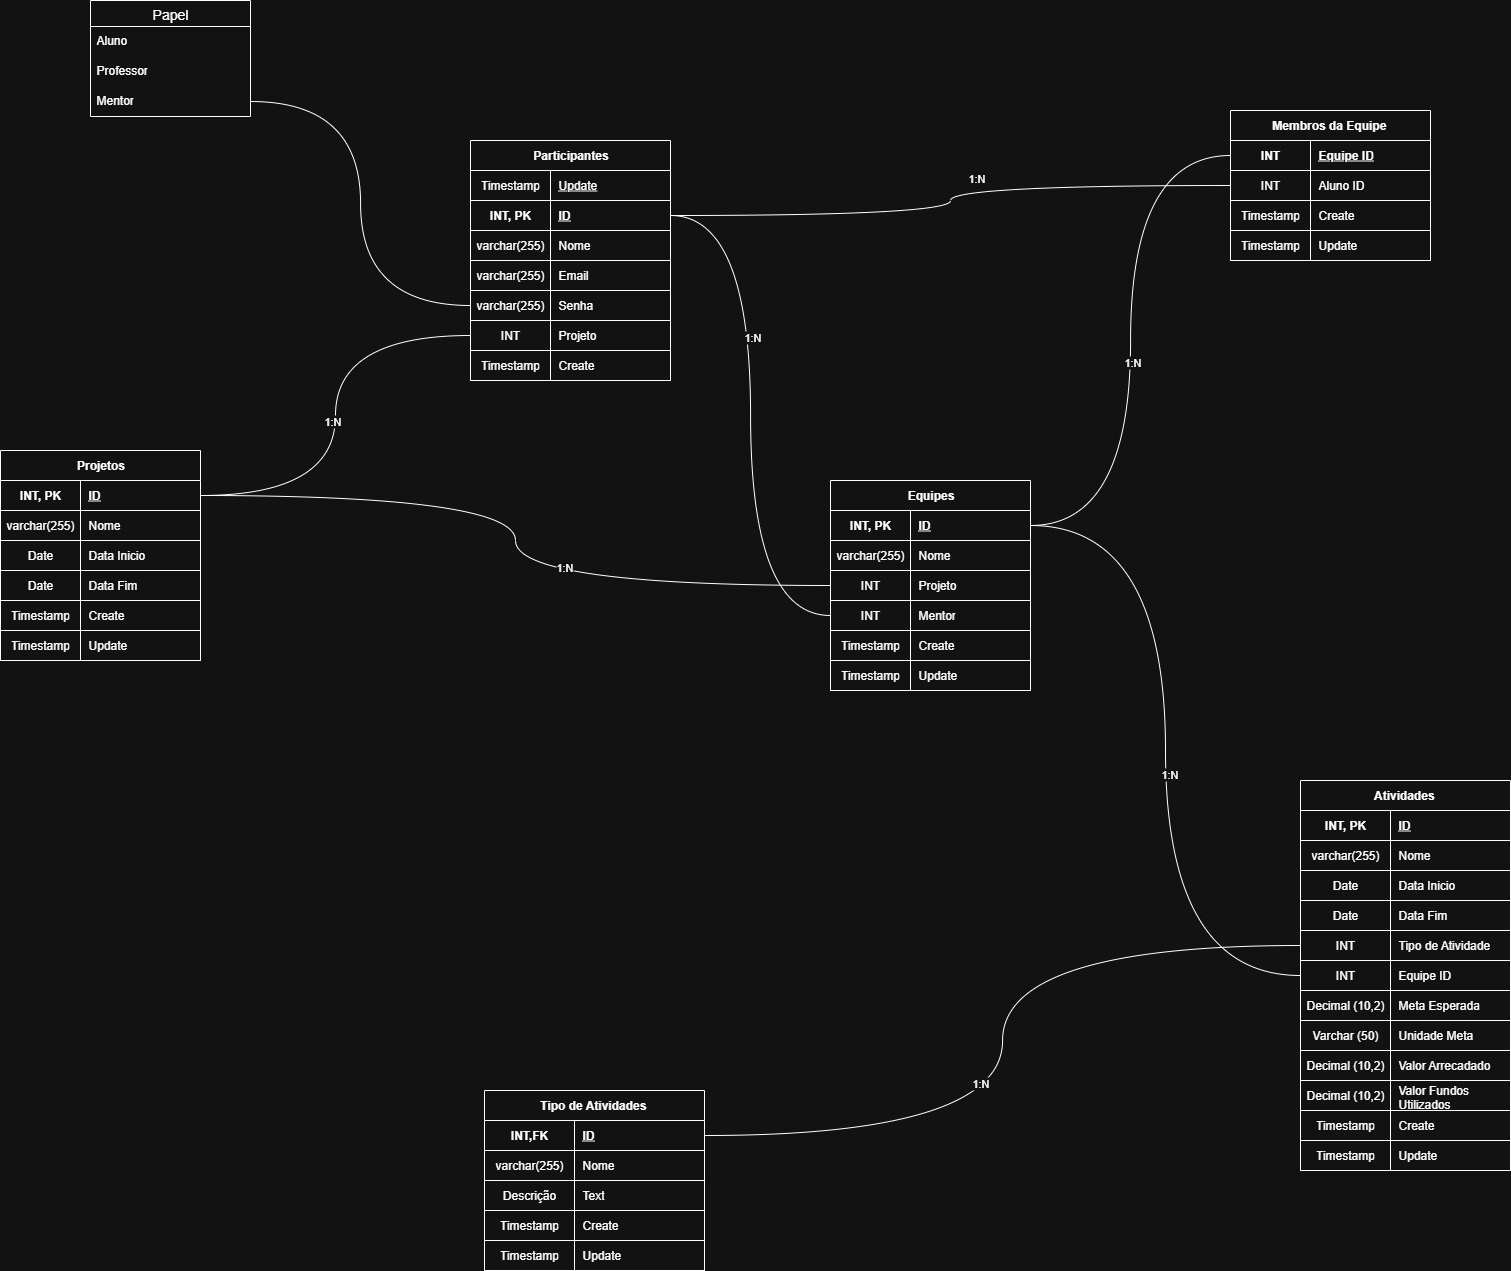 Papel
Aluno
Professor
Mentor
Participantes
Timestamp Update
INT, PK ID
varchar(255) Nome
varchar(255) Email
varchar(255) Senha
INT Projeto
Timestamp Create
Membros da Equipe
INT Equipe ID
INT Aluno ID
Timestamp Create
Timestamp Update
1:N
1:N
1:N
1:N
Projetos
INT, PK ID
varchar(255) Nome
Date Data Inicio
Date Data Fim
Timestamp Create
Timestamp Update
1:N
Equipes
INT, PK ID
varchar(255) Nome
INT Projeto
INT Mentor
Timestamp Create
Timestamp Update
1:N
Atividades
INT, PK ID
varchar(255) Nome
Date Data Inicio
Date Data Fim
INT Tipo de Atividade
INT Equipe ID
Decimal (10,2) Meta Esperada
Varchar (50) Unidade Meta
Decimal (10,2) Valor Arrecadado
Decimal (10,2) Valor Fundos
Utilizados
Timestamp Create
Timestamp Update
1:N
Tipo de Atividades
INT,FK ID
varchar(255) Nome
Descrição Text
Timestamp Create
Timestamp Update